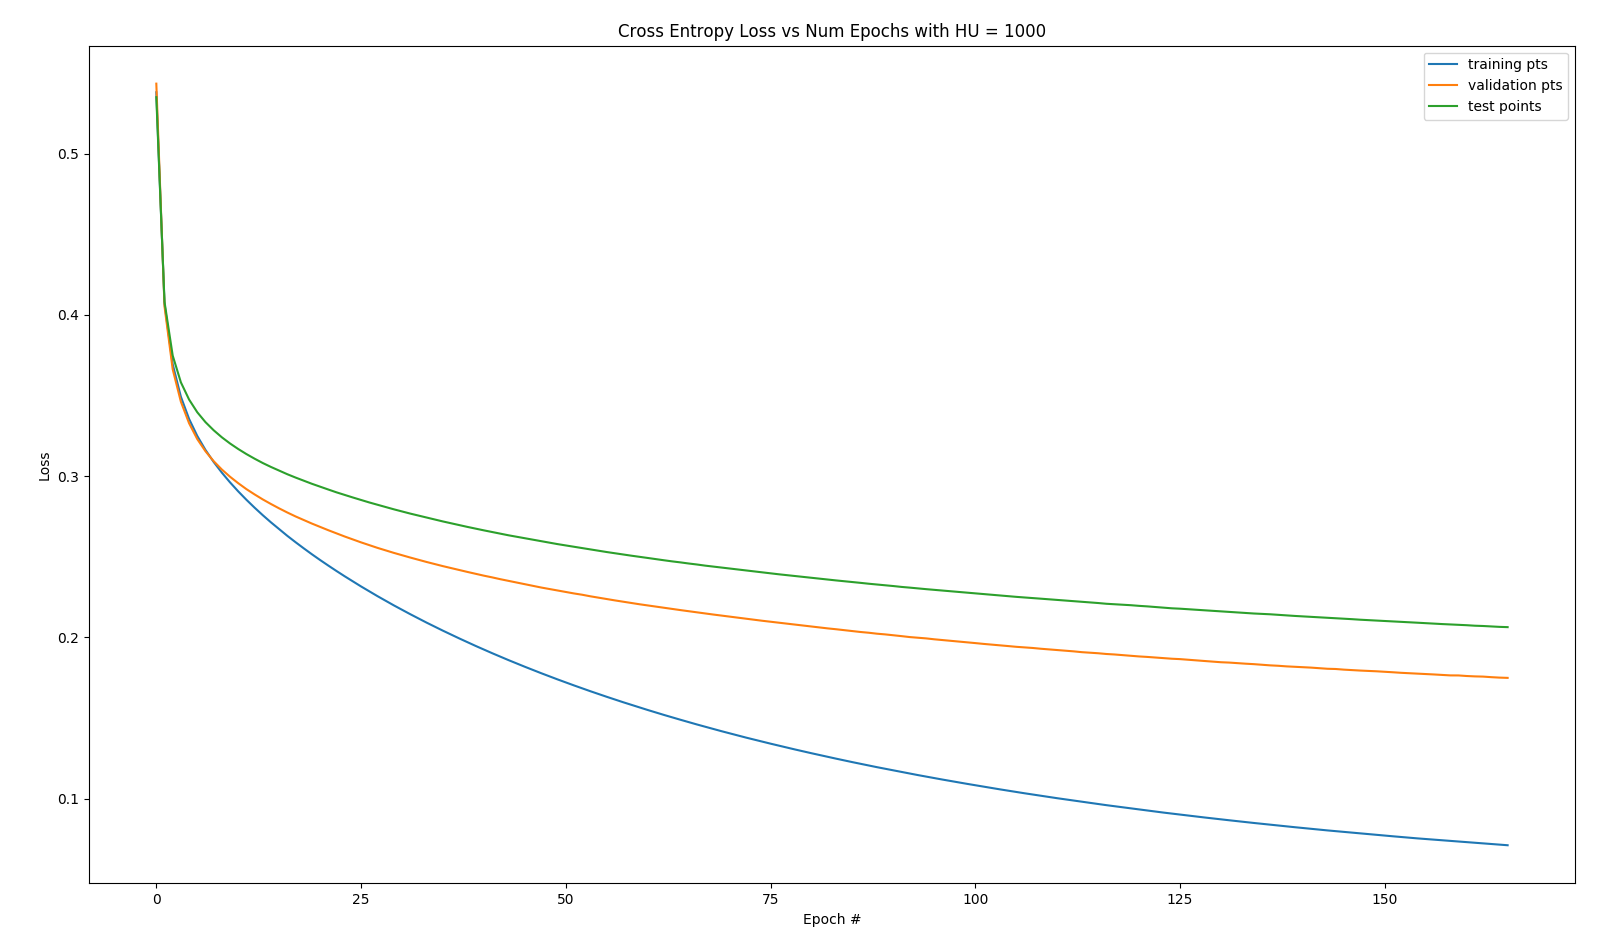 Cross Entropy Loss vs Num Epochs with HU = 1000
training pts
validation pts
test points
0.5
0.4
0.3
0.2
0.1
Loss
0 25 50 75 100 125 150
Epoch #